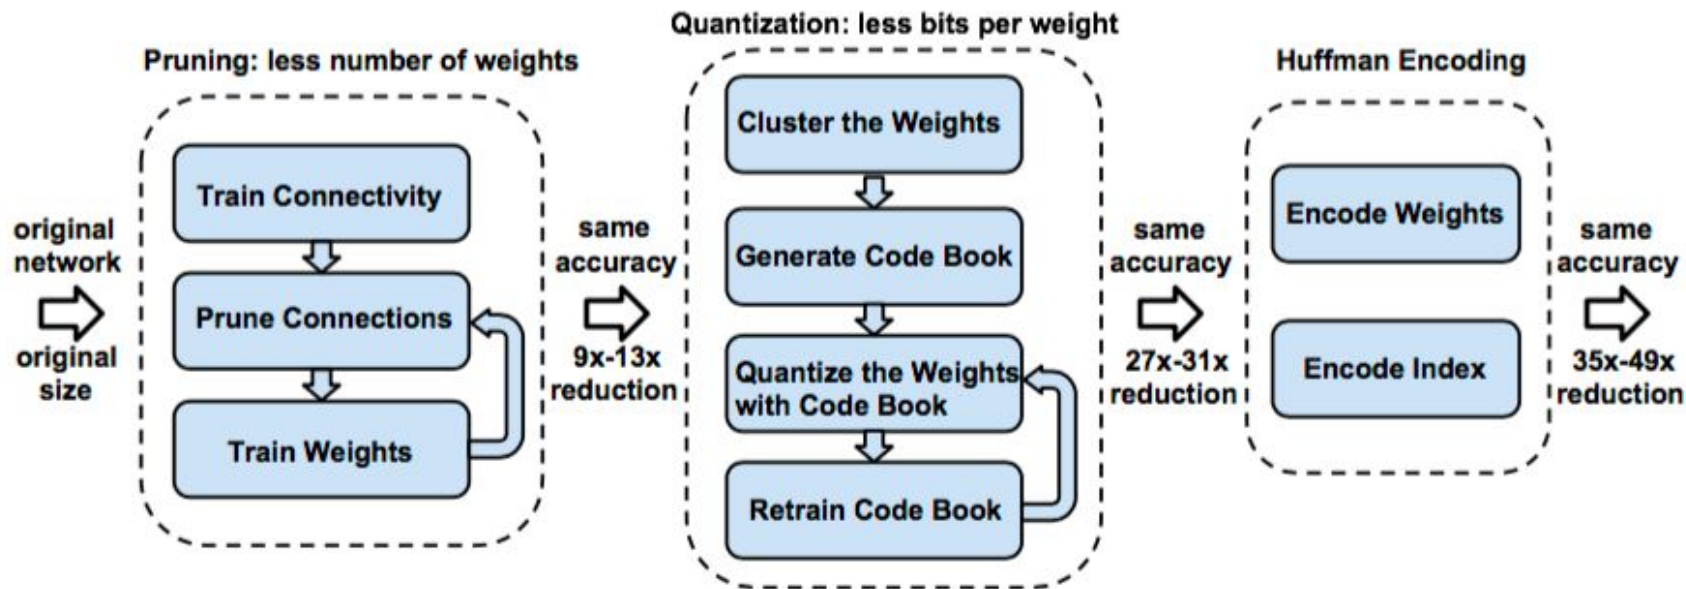 original
network
original
size
Pruning: less number of weights
Train Connectivity
Prune Connections
Train Weights
same
accuracy
9x-13x
reduction
Quantization: less bits per weight
Cluster the Weights
Generate Code Book
Quantize the Weights
with Code Book
Retrain Code Book
same
accuracy
27x-31x
reduction
Huffman Encoding
Encode Weights
Encode Index
same
accuracy
35x-49x
reduction